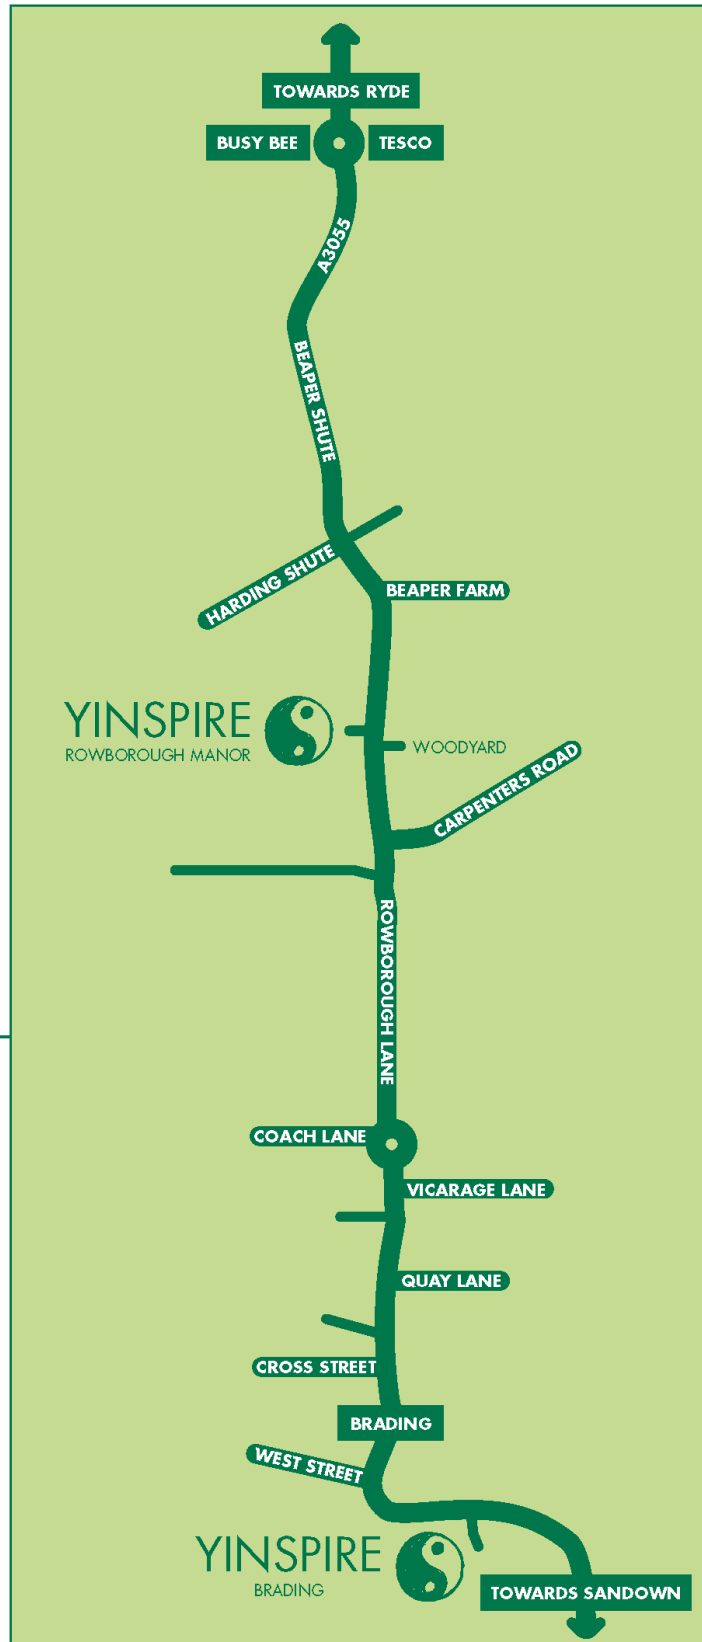 TOWARDS RYDE
BUSY BEE
TESCO
A3055
BEAPER SHUTE
HARDING SHUTE
BEAPER FARM
YINSPIRE
ROWBOROUGH MANOR
WOODYARD
CARPENTERS ROAD
ROWBOROUGH LANE
COACH LANE
VICARAGE LANE
QUAY LANE
CROSS STREET
BRADING
WEST STREET
YINSPIRE
BRADING
TOWARDS SANDOWN